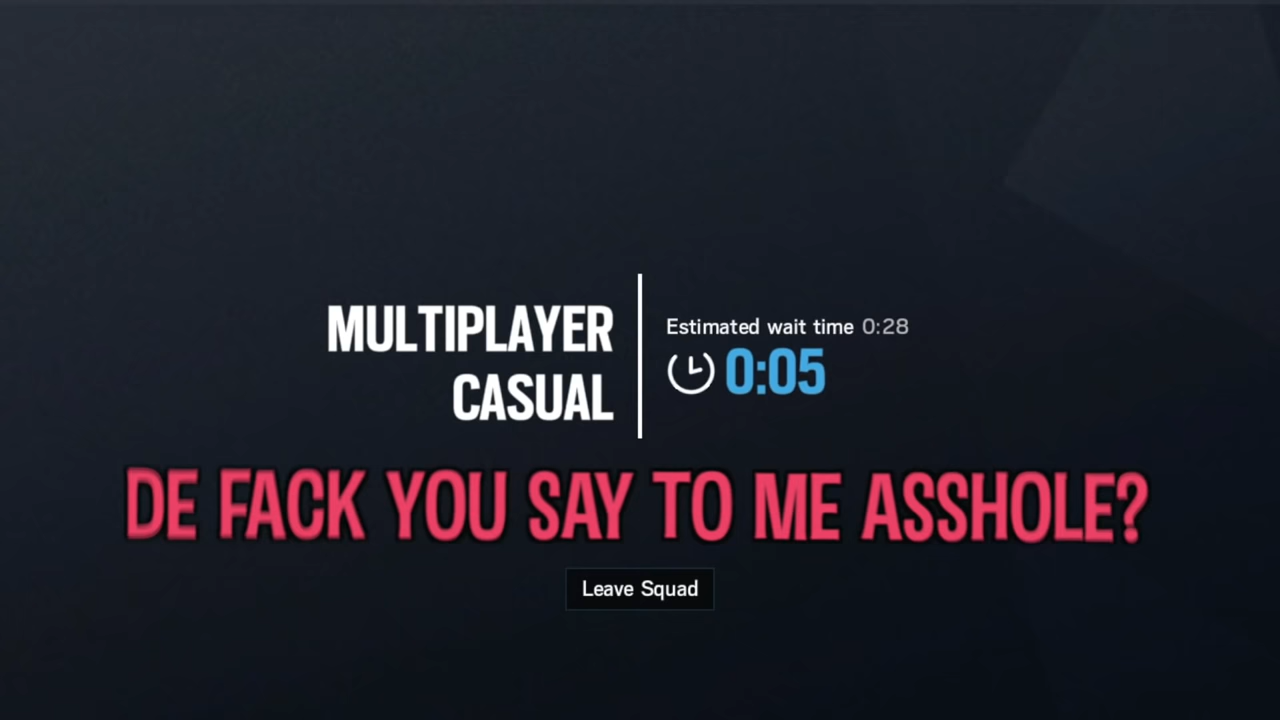 MULTIPLAYER
CASUAL
Estimated wait time 0:28
0:05
DE FACK YOU SAY TO ME ASSHOLE?
Leave Squad